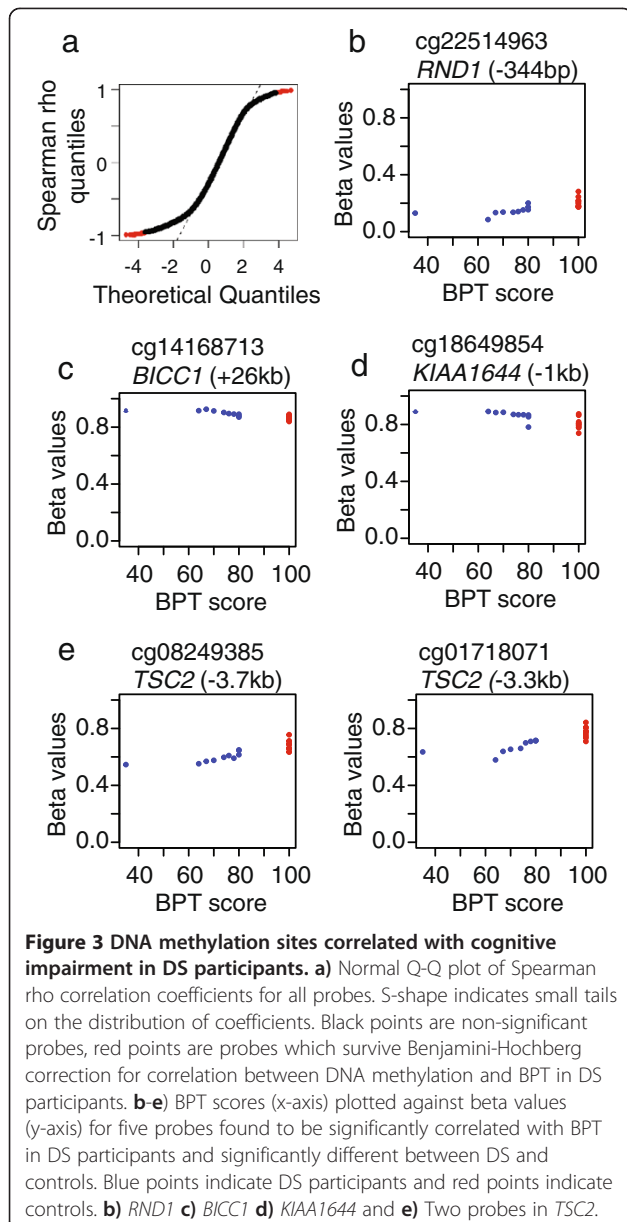 a
Spearman rho
quantiles
1
0
-1
-4 -2 0 2 4
Theoretical Quantiles
b
cg22514963
RND1 (-344bp)
Beta values
0.8
0.4
0.0
40 60 80 100
BPT score
c
cg14168713
BICC1 (+26kb)
Beta values
0.8
0.4
0.0
40 60 80 100
BPT score
d
cg18649854
KIAA1644 (-1kb)
Beta values
0.8
0.4
0.0
40 60 80 100
BPT score
e
cg08249385
TSC2 (-3.7kb)
Beta values
0.8
0.4
0.0
40 60 80 100
BPT score
cg01718071
TSC2 (-3.3kb)
Beta values
0.8
0.4
0.0
40 60 80 100
BPT score
Figure 3 DNA methylation sites correlated with cognitive
impairment in DS participants. a) Normal Q-Q plot of Spearman
rho correlation coefficients for all probes. S-shape indicates small tails
on the distribution of coefficients. Black points are non-significant
probes, red points are probes which survive Benjamini-Hochberg
correction for correlation between DNA methylation and BPT in DS
participants. b-e) BPT scores (x-axis) plotted against beta values
(y-axis) for five probes found to be significantly correlated with BPT
in DS participants and significantly different between DS and
controls. Blue points indicate DS participants and red points indicate
controls. b) RND1 c) BICC1 d) KIAA1644 and e) Two probes in TSC2.